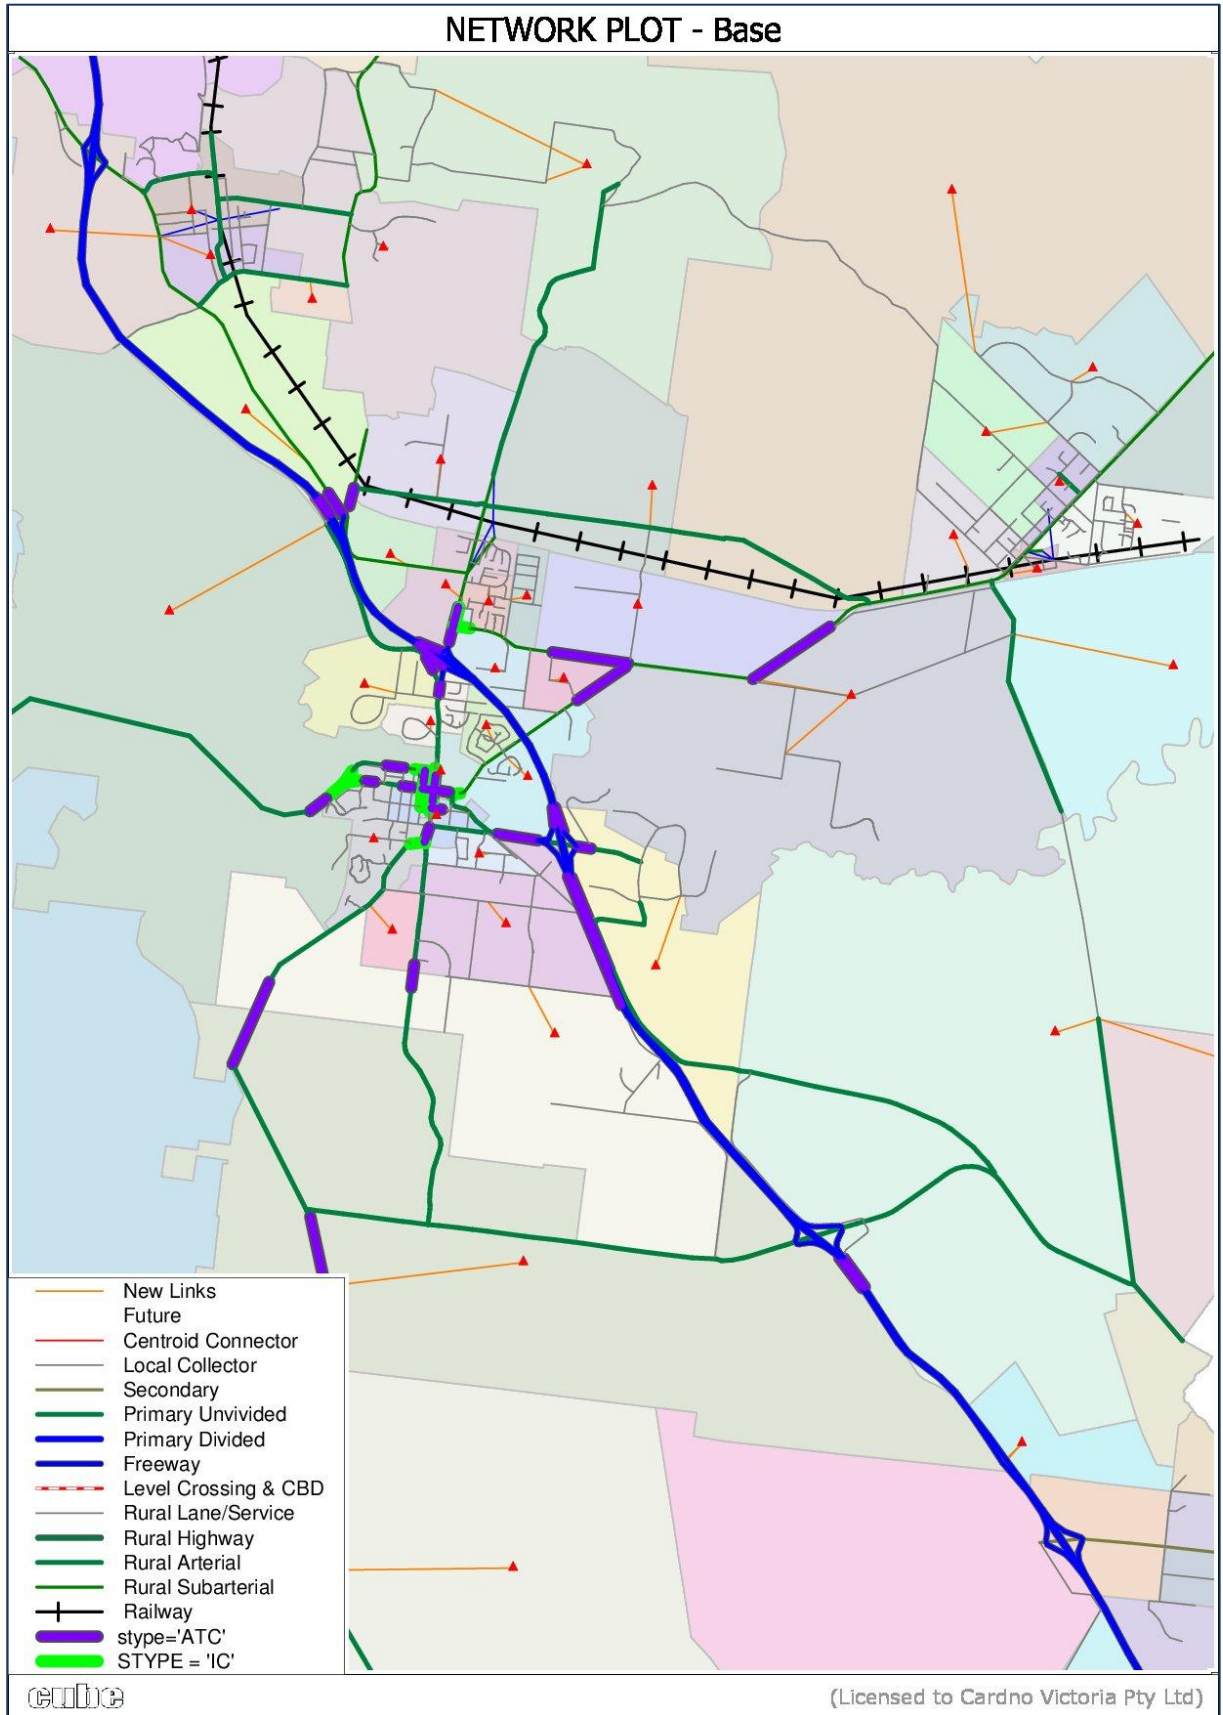 NETWORK PLOT - Base
New Links
Future
Centroid Connector
Local Collector
Secondary
Primary Unvivided
Primary Divided
Freeway
Level Crossing & CBD
Rural Lane/Service
Rural Highway
Rural Arterial
Rural Subarterial
Railway
stype='ATC'
STYPE = 'IC'
cube
(Licensed to Cardno Victoria Pty Ltd)